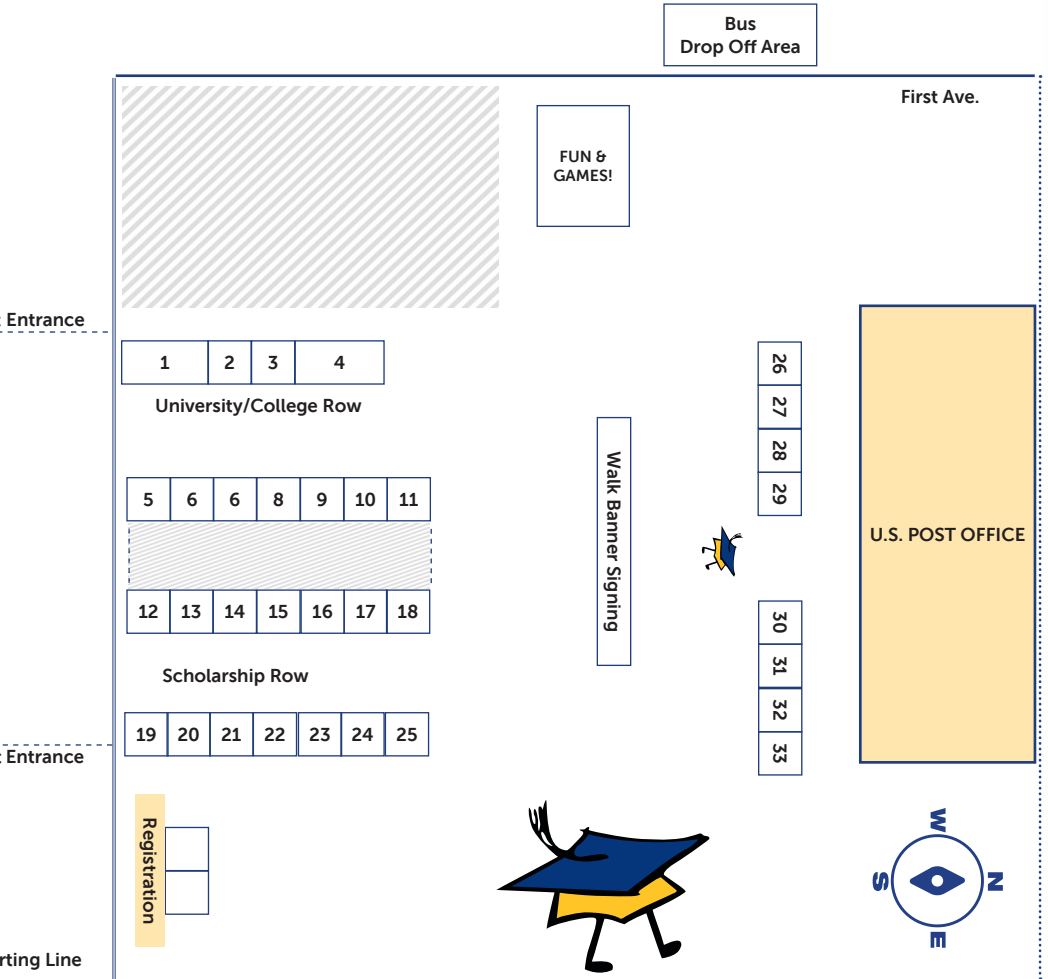 Bus
Drop Off Area
First Ave.
FUN &
GAMES!
Entrance
1 2 3 4
University/College Row
5 6 6 8 9 10 11
12 13 14 15 16 17 18
Scholarship Row
19 20 21 22 23 24 25
Entrance
Registration
rting Line
Walk Banner Signing
26
27
28
29
30
31
32
33
U.S. POST OFFICE
W
N
S
E